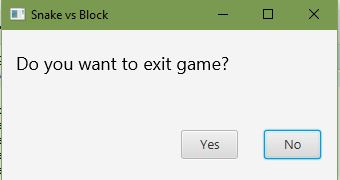 Snake vs Block
Do you want to exit game?
Yes No